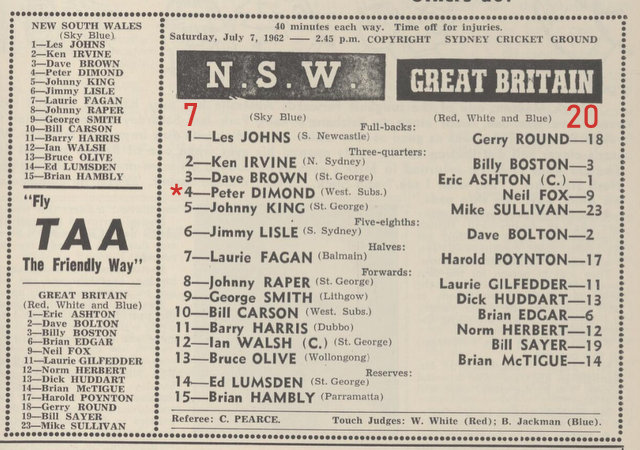 NEW SOUTH WALES
(Sky Blue)
1—Les JOHNS
2—Ken IRVINE
3—Dave BROWN
4—Peter DIMOND
5—Johnny KING
6—Jimmy LISLE
7—Laurie FAGAN
8—Johnny RAPER
9—George SMITH
10—Bill CARSON
11—Barry HARRIS
12—Ian WALSH
13—Bruce OLIVE
14—Ed LUMSDEN
15—Brian HAMBLY
"Fly
TAA
The Friendly Way"
GREAT BRITAIN
(Red, White and Blue)
1—Eric ASHTON
2—Dave BOLTON
3—Billy BOSTON
6—Brian EDGAR
9—Neil FOX
11—Laurie GILFEDDER
12—Norm HERBERT
13—Dick HUDDART
14—Brian McTIGUE
17—Harold POYNTON
18—Gerry ROUND
19—Bill SAYER
23—Mike SULLIVAN
40 minutes each way. Time off for injuries.
Saturday, July 7, 1962 — 2.45 p.m. COPYRIGHT SYDNEY CRICKET GROUND
N.S.W. GREAT BRITAIN
7 20
(Sky Blue) (Red, White and Blue)
Full-backs:
1—Les JOHNS (S. Newcastle) Gerry ROUND—18
Three-quarters:
2—Ken IRVINE (N. Sydney) Billy BOSTON—3
3—Dave BROWN (St. George) Eric ASHTON (C.)—1
*4—Peter DIMOND (West. Subs.) Neil FOX—9
5—Johnny KING (St. George) Mike SULLIVAN—23
Five-eighths:
6—Jimmy LISLE (S. Sydney) Dave BOLTON—2
Halves:
7—Laurie FAGAN (Balmain) Harold POYNTON—17
Forwards:
8—Johnny RAPER (St. George) Laurie GILFEDDER—11
9—George SMITH (Lithgow) Dick HUDDART—13
10—Bill CARSON (West. Subs.) Brian EDGAR—6
11—Barry HARRIS (Dubbo) Norm HERBERT—12
12—Ian WALSH (C.) (St. George) Bill SAYER—19
13—Bruce OLIVE (Wollongong) Brian McTIGUE—14
Reserves:
14—Ed LUMSDEN (St. George)
15—Brian HAMBLY (Parramatta)
Referee: C. PEARCE. Touch Judges: W. White (Red); B. Jackman (Blue).